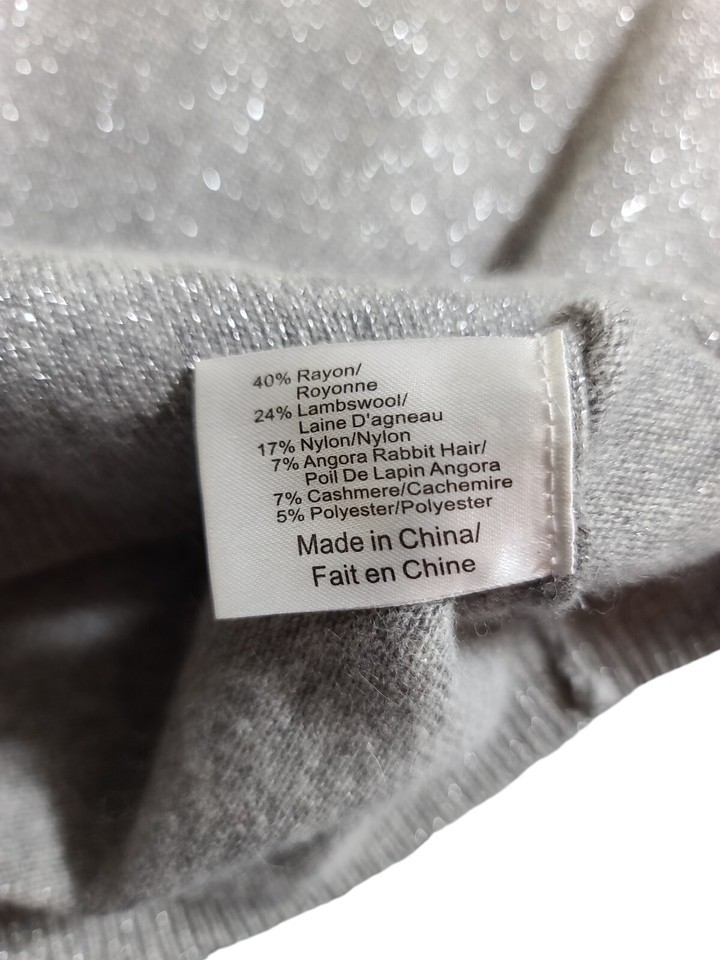 40% Rayon/
Royonne
24% Lambswool/
Laine D'agneau
17% Nylon/Nylon
7% Angora Rabbit Hair/
Poil De Lapin Angora
7% Cashmere/Cachemire
5% Polyester/Polyester
Made in China/
Fait en Chine